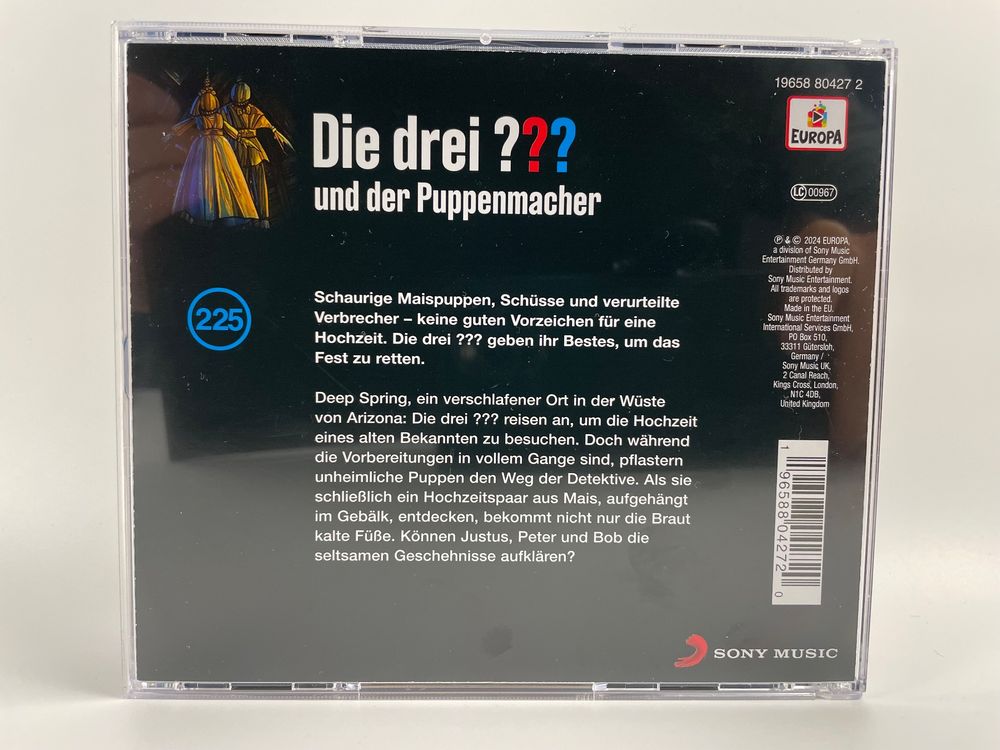 Die drei ???
und der Puppenmacher
225
Schaurige Maispuppen, Schüsse und verurteilte
Verbrecher – keine guten Vorzeichen für eine
Hochzeit. Die drei ??? geben ihr Bestes, um das
Fest zu retten.
Deep Spring, ein verschlafener Ort in der Wüste
von Arizona: Die drei ??? reisen an, um die Hochzeit
eines alten Bekannten zu besuchen. Doch während
die Vorbereitungen in vollem Gange sind, pflastern
unheimliche Puppen den Weg der Detektive. Als sie
schließlich ein Hochzeitspaar aus Mais, aufgehängt
im Gebälk, entdecken, bekommt nicht nur die Braut
kalte Füße. Können Justus, Peter und Bob die
seltsamen Geschehnisse aufklären?
19658 80427 2
EUROPA
LC 00967
℗ & © 2024 EUROPA,
a division of Sony Music
Entertainment Germany GmbH.
Distributed by
Sony Music Entertainment.
All trademarks and logos
are protected.
Made in the EU.
Sony Music Entertainment
International Services GmbH,
PO Box 510,
33311 Gütersloh,
Germany /
Sony Music UK,
2 Canal Reach,
Kings Cross, London,
N1C 4DB,
United Kingdom
1 96588 04272 0
SONY MUSIC